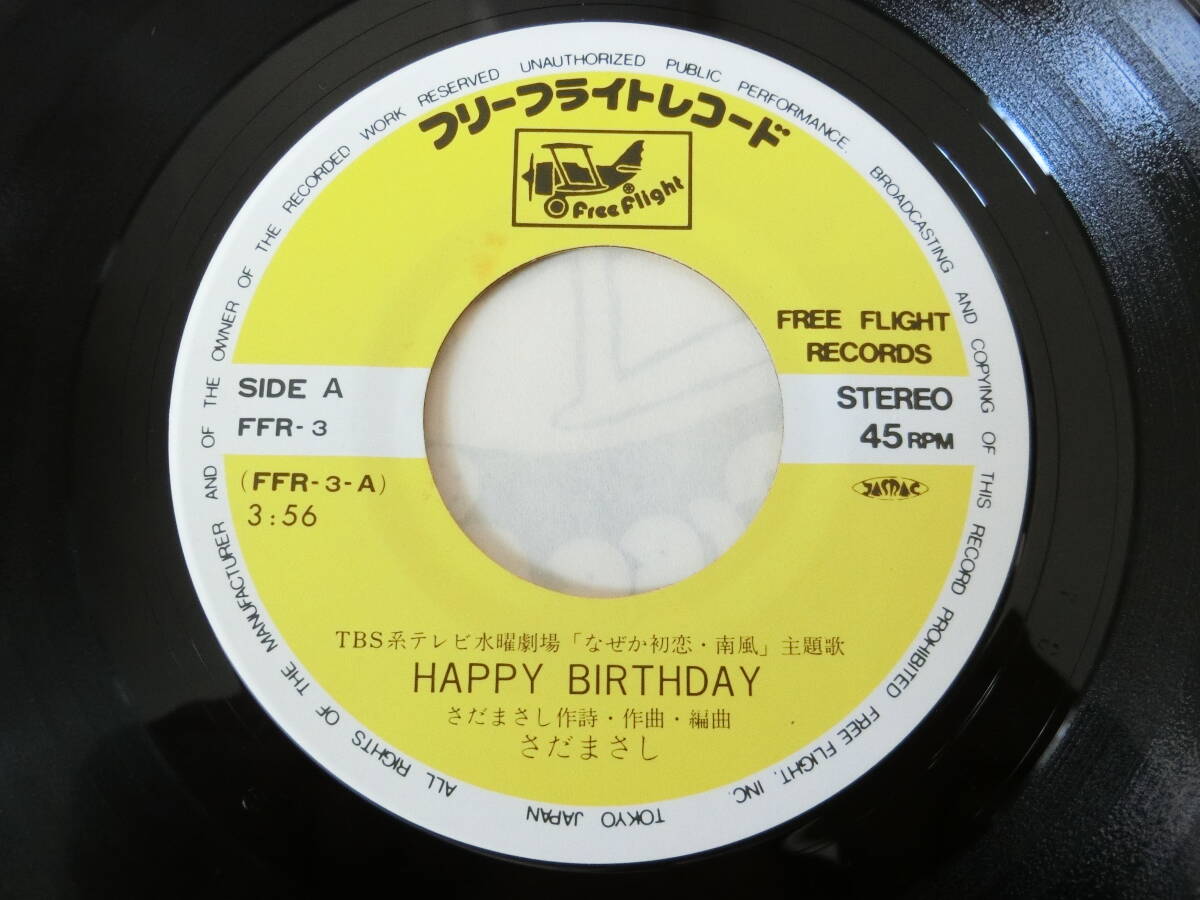 ALL RIGHTS OF THE MANUFACTURER AND OF THE OWNER OF THE RECORDED WORK RESERVED UNAUTHORIZED PUBLIC PERFORMANCE. BROADCASTING AND COPYING OF THIS RECORD PROHIBITED FREE FLIGHT, INC. TOKYO JAPAN
フリーフライトレコード
Free Flight®
FREE FLIGHT
RECORDS
SIDE A
FFR-3
STEREO
45 RPM
(FFR-3-A)
3:56
JASRAC
TBS系テレビ水曜劇場「なぜか初恋・南風」主題歌
HAPPY BIRTHDAY
さだまさし作詩・作曲・編曲
さだまさし